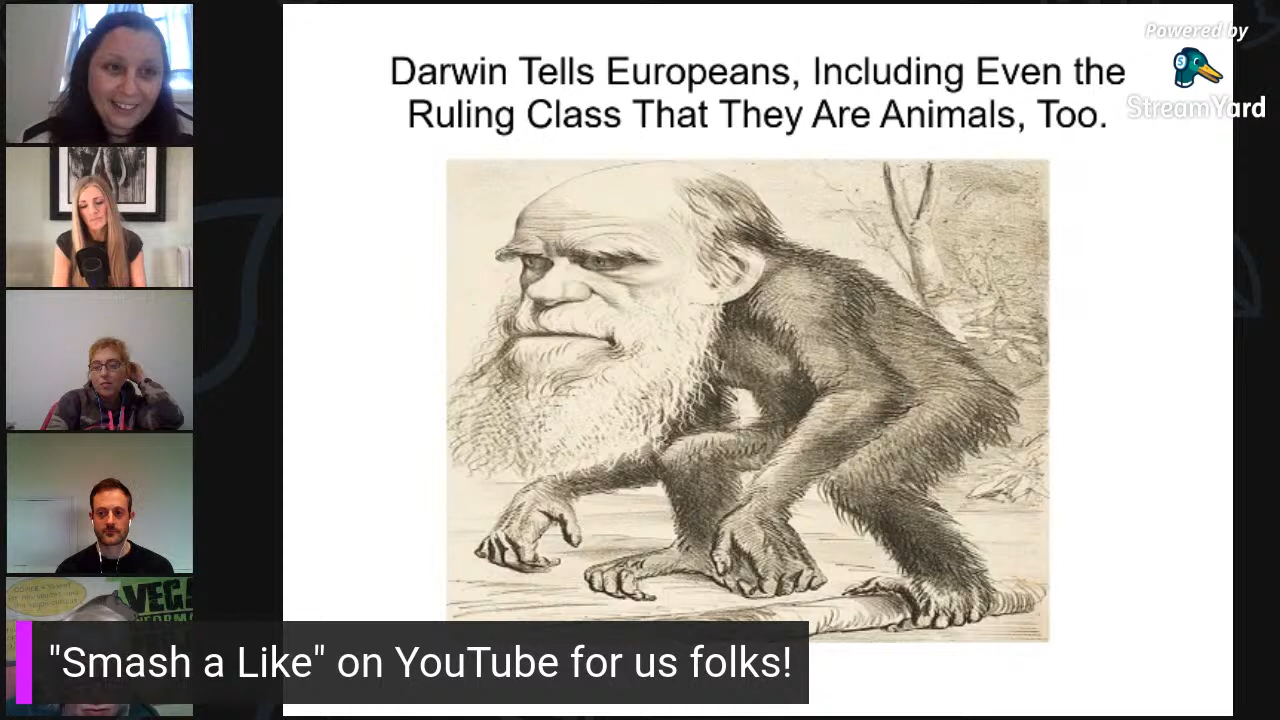 Darwin Tells Europeans, Including Even the
Ruling Class That They Are Animals, Too.
Powered by
StreamYard
VEGA
"Smash a Like" on YouTube for us folks!